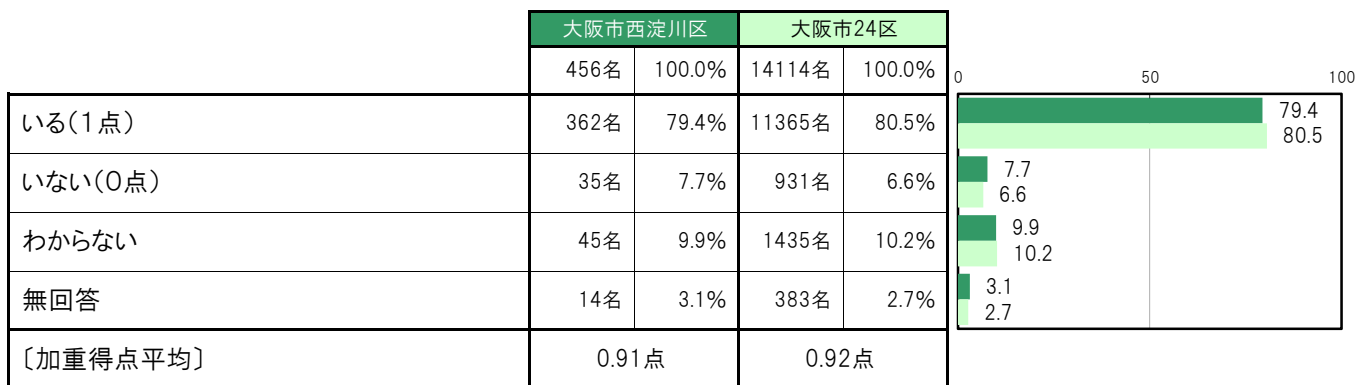 大阪市西淀川区 大阪市24区
456名 100.0% 14114名 100.0% 0 50 100
いる(1点) 362名 79.4% 11365名 80.5% 79.4
80.5
いない(0点) 35名 7.7% 931名 6.6% 7.7
6.6
わからない 45名 9.9% 1435名 10.2% 9.9
10.2
無回答 14名 3.1% 383名 2.7% 3.1
2.7
〔加重得点平均〕 0.91点 0.92点